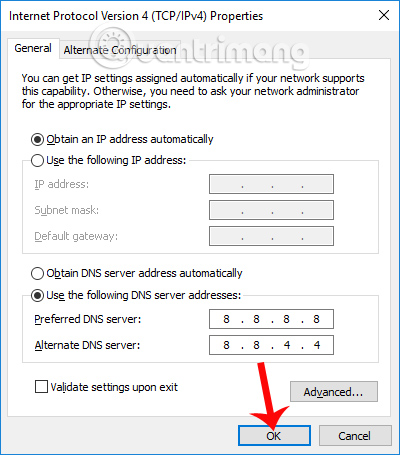 Internet Protocol Version 4 (TCP/IPv4) Properties
General
Alternate Configuration
@uantrimang
You can get IP settings assigned automatically if your network supports
this capability. Otherwise, you need to ask your network administrator
for the appropriate IP settings.
Obtain an IP address automatically
Use the following IP address:
IP address:
Subnet mask:
Default gateway:
Obtain DNS server address automatically
Use the following DNS server addresses:
Preferred DNS server: 8 . 8 . 8 . 8
Alternate DNS server: 8 . 8 . 4 . 4
Validate settings upon exit
Advanced...
OK Cancel